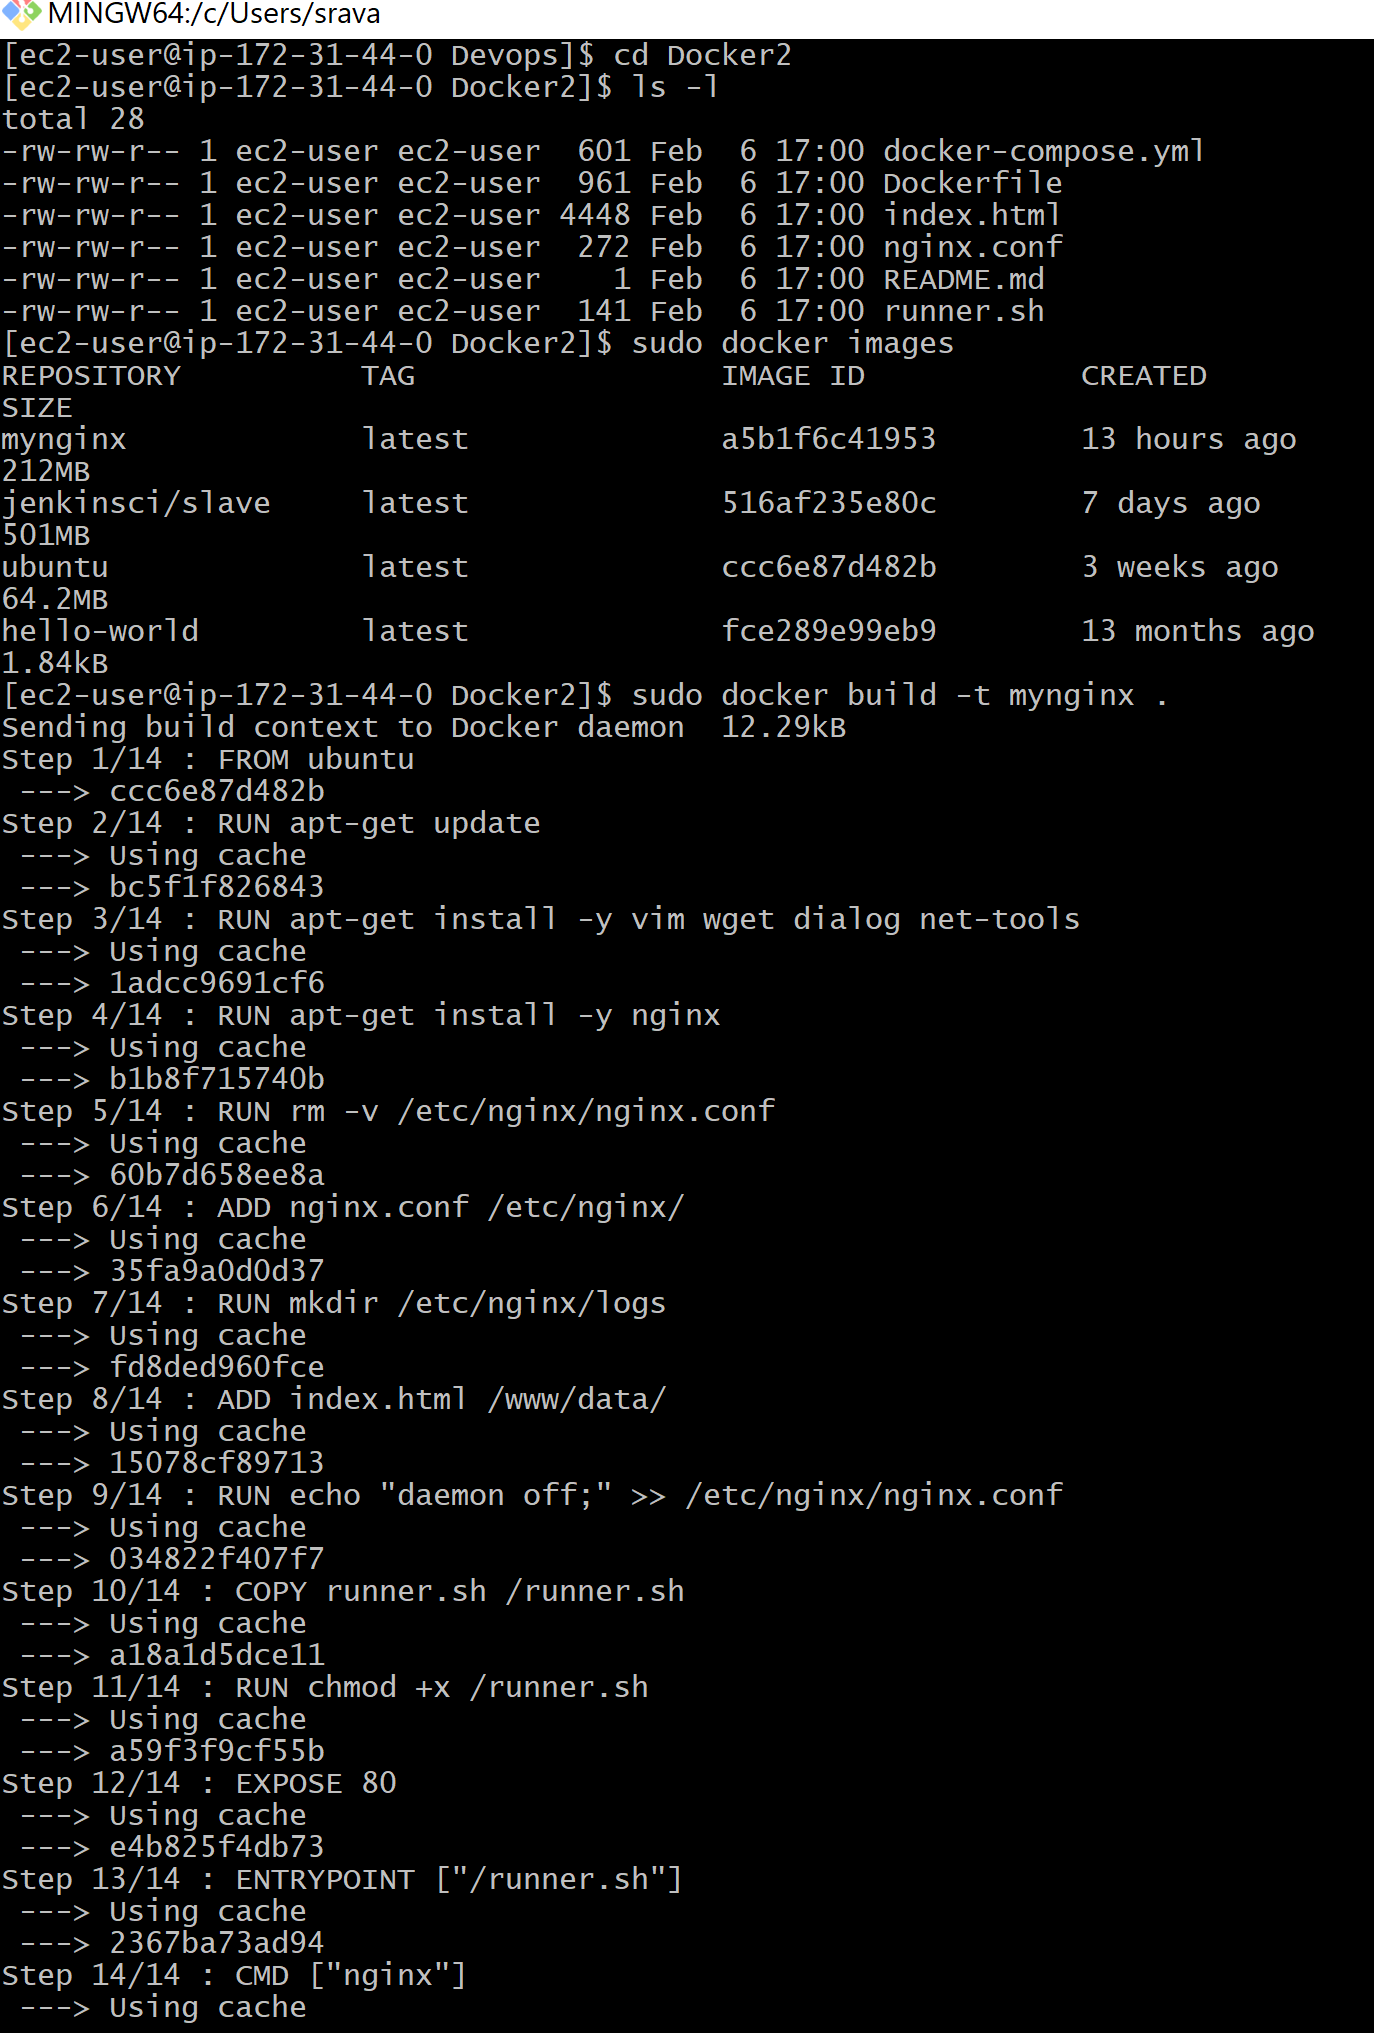 MINGW64:/c/Users/srava
[ec2-user@ip-172-31-44-0 Devops]$ cd Docker2
[ec2-user@ip-172-31-44-0 Docker2]$ ls -l
total 28
-rw-rw-r-- 1 ec2-user ec2-user  601 Feb  6 17:00 docker-compose.yml
-rw-rw-r-- 1 ec2-user ec2-user  961 Feb  6 17:00 Dockerfile
-rw-rw-r-- 1 ec2-user ec2-user 4448 Feb  6 17:00 index.html
-rw-rw-r-- 1 ec2-user ec2-user  272 Feb  6 17:00 nginx.conf
-rw-rw-r-- 1 ec2-user ec2-user    1 Feb  6 17:00 README.md
-rw-rw-r-- 1 ec2-user ec2-user  141 Feb  6 17:00 runner.sh
[ec2-user@ip-172-31-44-0 Docker2]$ sudo docker images
REPOSITORY          TAG                 IMAGE ID            CREATED
SIZE
mynginx             latest              a5b1f6c41953        13 hours ago
212MB
jenkinsci/slave     latest              516af235e80c        7 days ago
501MB
ubuntu              latest              ccc6e87d482b        3 weeks ago
64.2MB
hello-world         latest              fce289e99eb9        13 months ago
1.84kB
[ec2-user@ip-172-31-44-0 Docker2]$ sudo docker build -t mynginx .
Sending build context to Docker daemon  12.29kB
Step 1/14 : FROM ubuntu
 ---> ccc6e87d482b
Step 2/14 : RUN apt-get update
 ---> Using cache
 ---> bc5f1f826843
Step 3/14 : RUN apt-get install -y vim wget dialog net-tools
 ---> Using cache
 ---> 1adcc9691cf6
Step 4/14 : RUN apt-get install -y nginx
 ---> Using cache
 ---> b1b8f715740b
Step 5/14 : RUN rm -v /etc/nginx/nginx.conf
 ---> Using cache
 ---> 60b7d658ee8a
Step 6/14 : ADD nginx.conf /etc/nginx/
 ---> Using cache
 ---> 35fa9a0d0d37
Step 7/14 : RUN mkdir /etc/nginx/logs
 ---> Using cache
 ---> fd8ded960fce
Step 8/14 : ADD index.html /www/data/
 ---> Using cache
 ---> 15078cf89713
Step 9/14 : RUN echo "daemon off;" >> /etc/nginx/nginx.conf
 ---> Using cache
 ---> 034822f407f7
Step 10/14 : COPY runner.sh /runner.sh
 ---> Using cache
 ---> a18a1d5dce11
Step 11/14 : RUN chmod +x /runner.sh
 ---> Using cache
 ---> a59f3f9cf55b
Step 12/14 : EXPOSE 80
 ---> Using cache
 ---> e4b825f4db73
Step 13/14 : ENTRYPOINT ["/runner.sh"]
 ---> Using cache
 ---> 2367ba73ad94
Step 14/14 : CMD ["nginx"]
 ---> Using cache